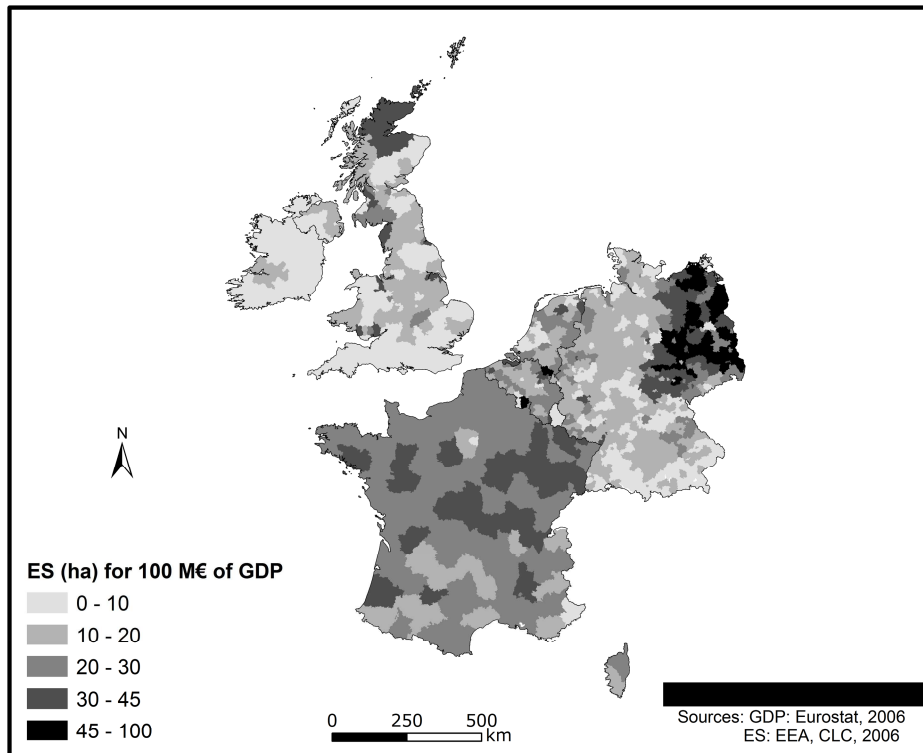 N
ES (ha) for 100 M€ of GDP
0 - 10
10 - 20
20 - 30
30 - 45
45 - 100
0 250 500
km
Sources: GDP: Eurostat, 2006
ES: EEA, CLC, 2006